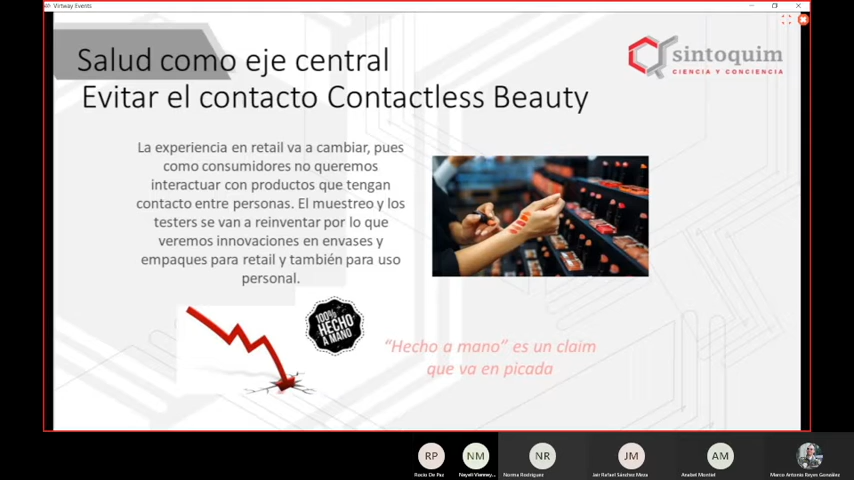 Virtway Events
Salud como eje central
sintoquim
CIENCIA Y CONCIENCIA
Evitar el contacto Contactless Beauty
La experiencia en retail va a cambiar, pues
como consumidores no queremos
interactuar con productos que tengan
contacto entre personas. El muestreo y los
testers se van a reinventar por lo que
veremos innovaciones en envases y
empaques para retail y también para uso
personal.
100%
HECHO
A MANO
“Hecho a mano” es un claim
que va en picada
RP
NM
NR
JM
AM
Rocio De Paz
Neyeli Vianney...
Norma Rodriguez
Jair Rafael Sánchez Meza
Anabel Montiel
Marco Antonio Reyes González